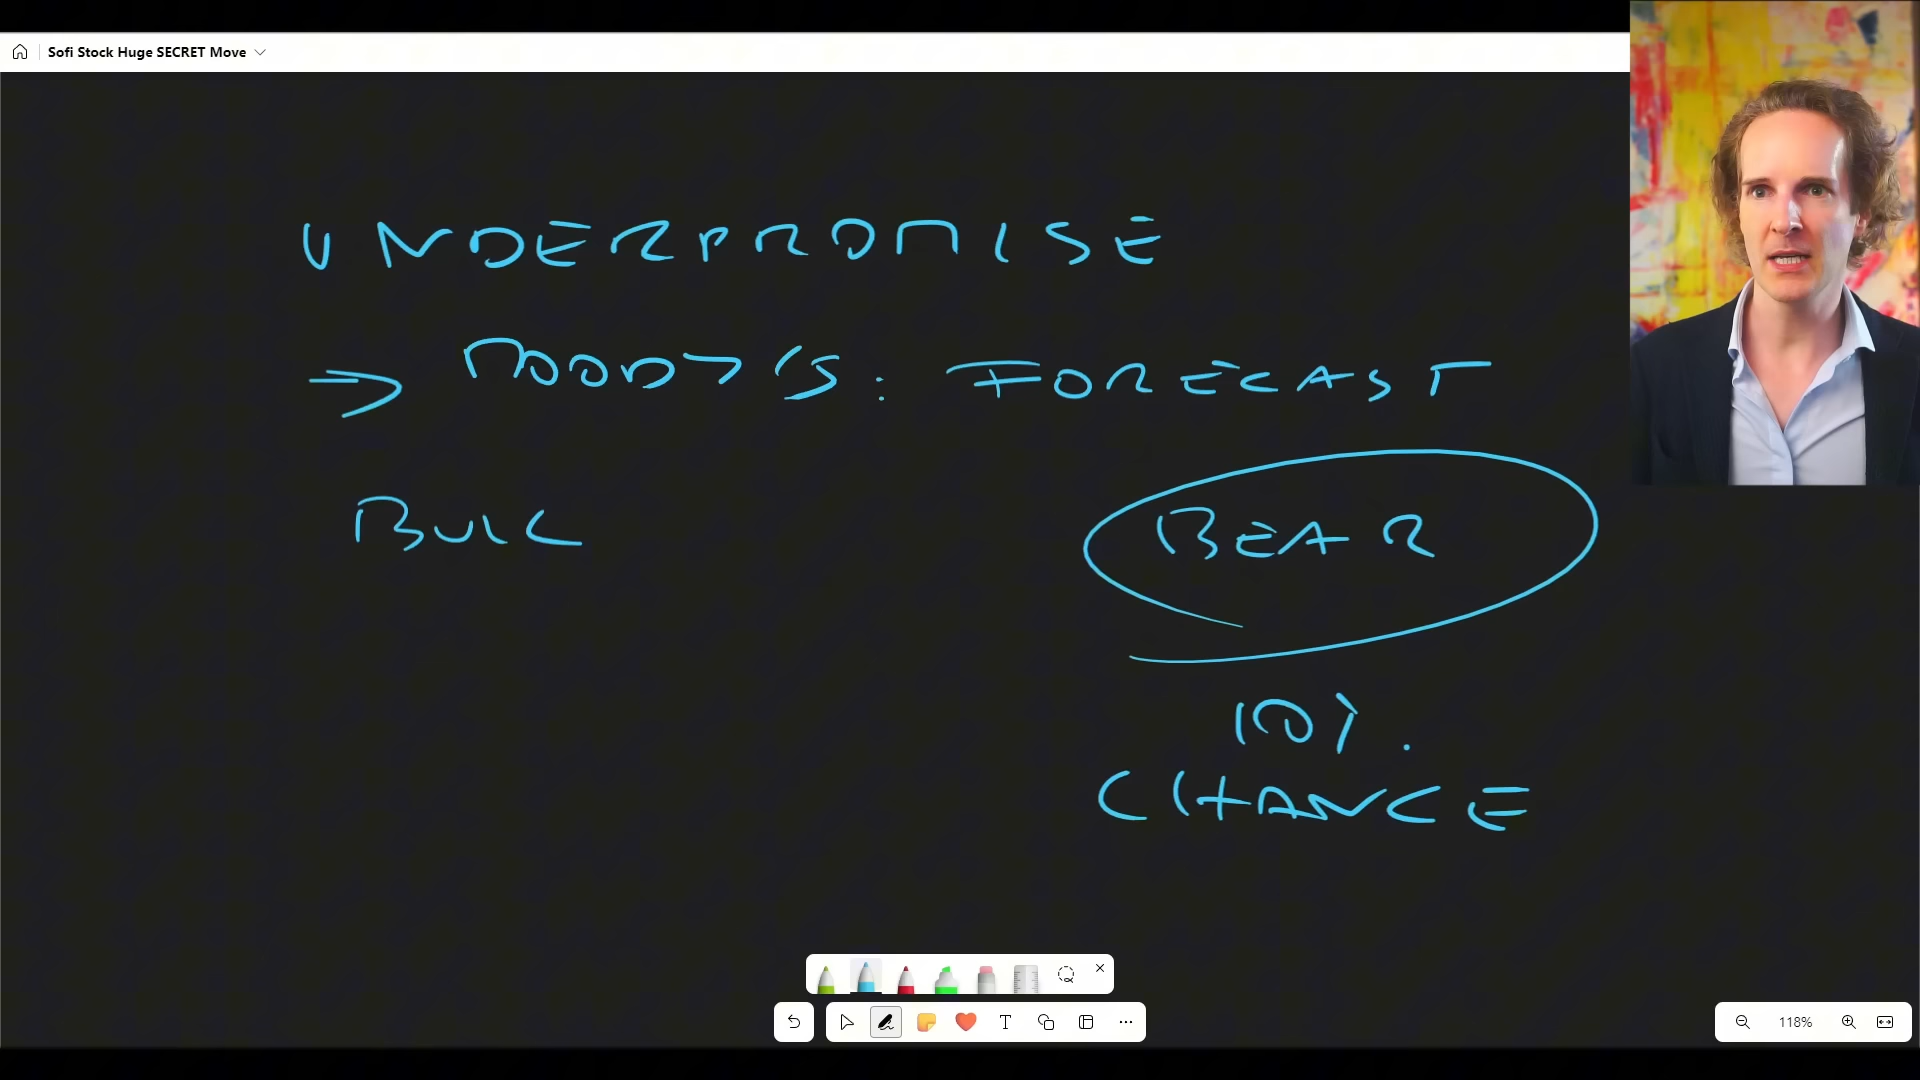 Sofi Stock Huge SECRET Move
UNDERPROMISE
→ MOODY'S: FORECAST
BULL BEAR
10%
CHANCE
T
118%